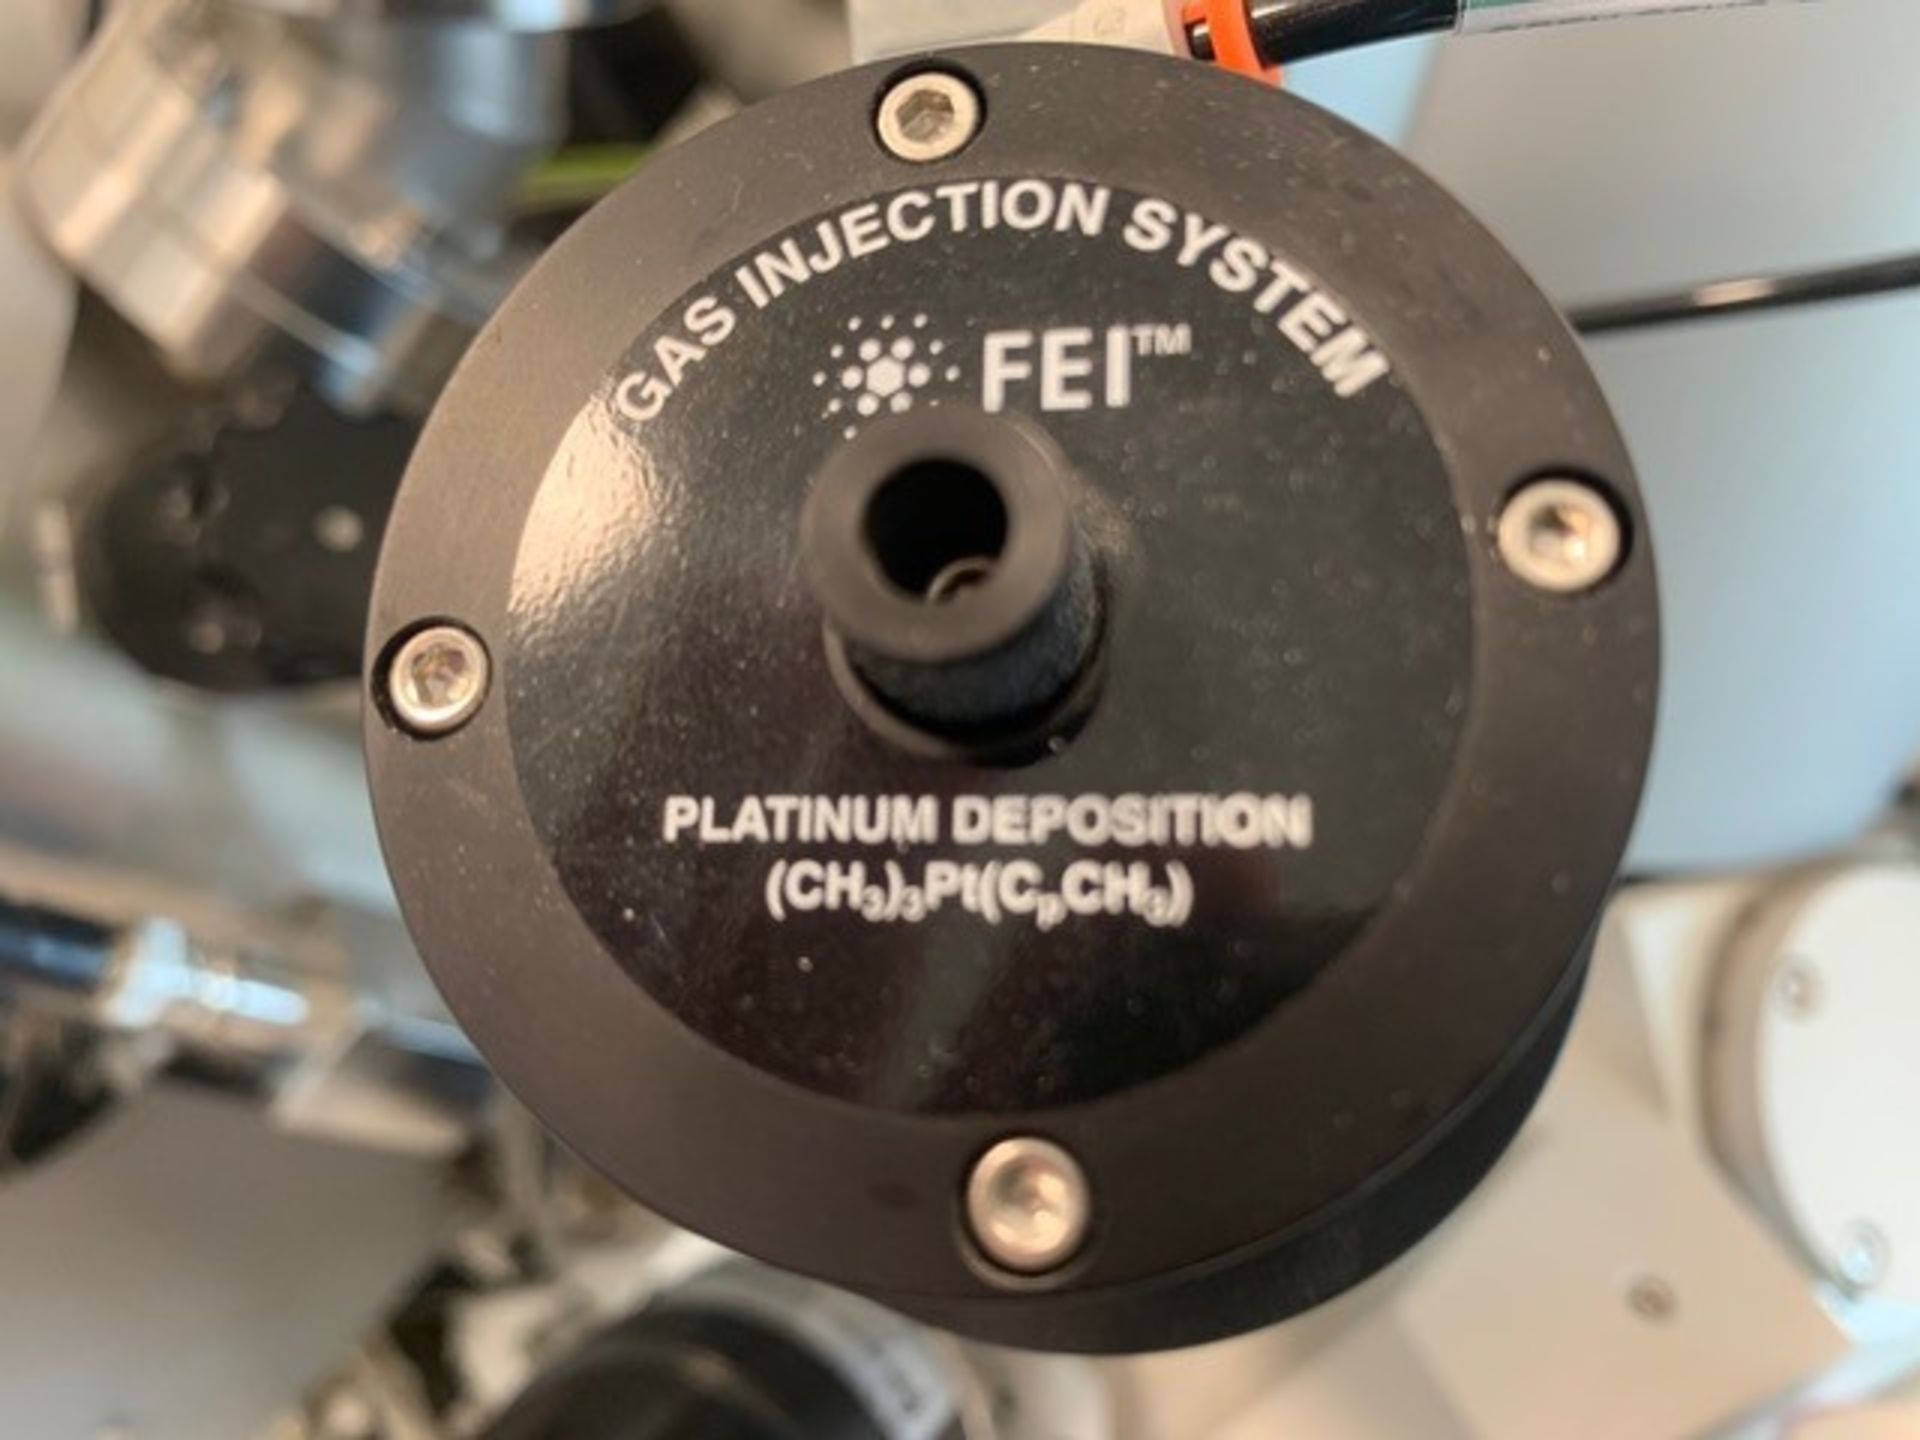 GAS INJECTION SYSTEM
FEI™
PLATINUM DEPOSITION
(CH₃)₃Pt(CₚCH₃)